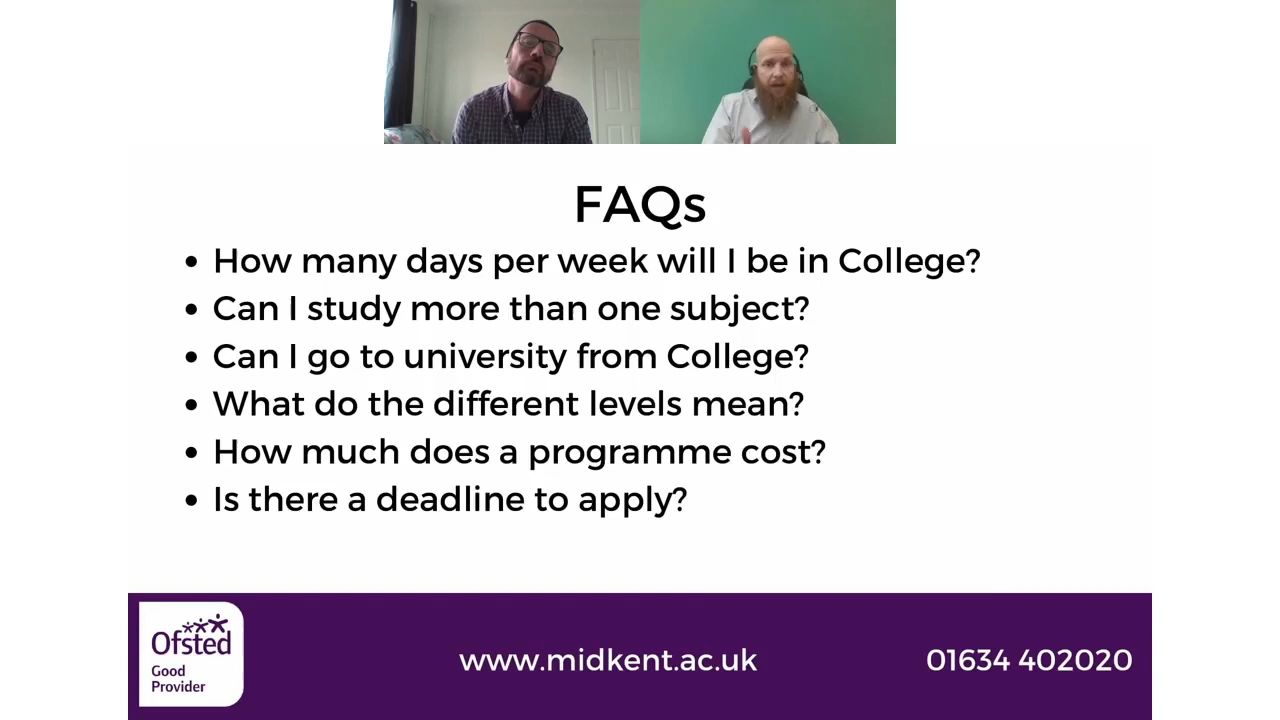 FAQs
• How many days per week will I be in College?
• Can I study more than one subject?
• Can I go to university from College?
• What do the different levels mean?
• How much does a programme cost?
• Is there a deadline to apply?
Ofsted
Good
Provider
www.midkent.ac.uk
01634 402020